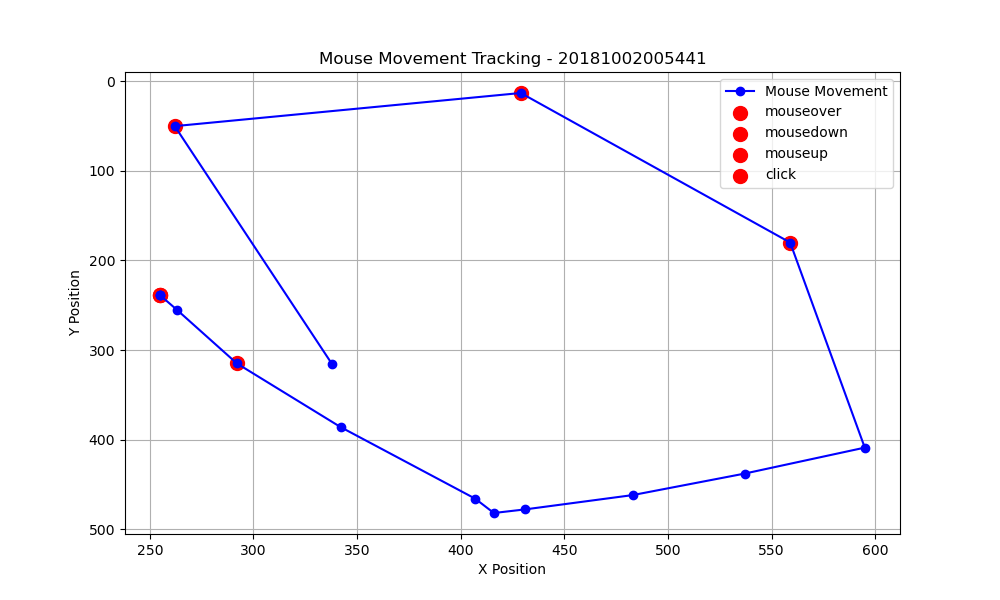 Mouse Movement Tracking - 20181002005441
Mouse Movement
mouseover
mousedown
mouseup
click
Y Position
0
100
200
300
400
500
250 300 350 400 450 500 550 600
X Position